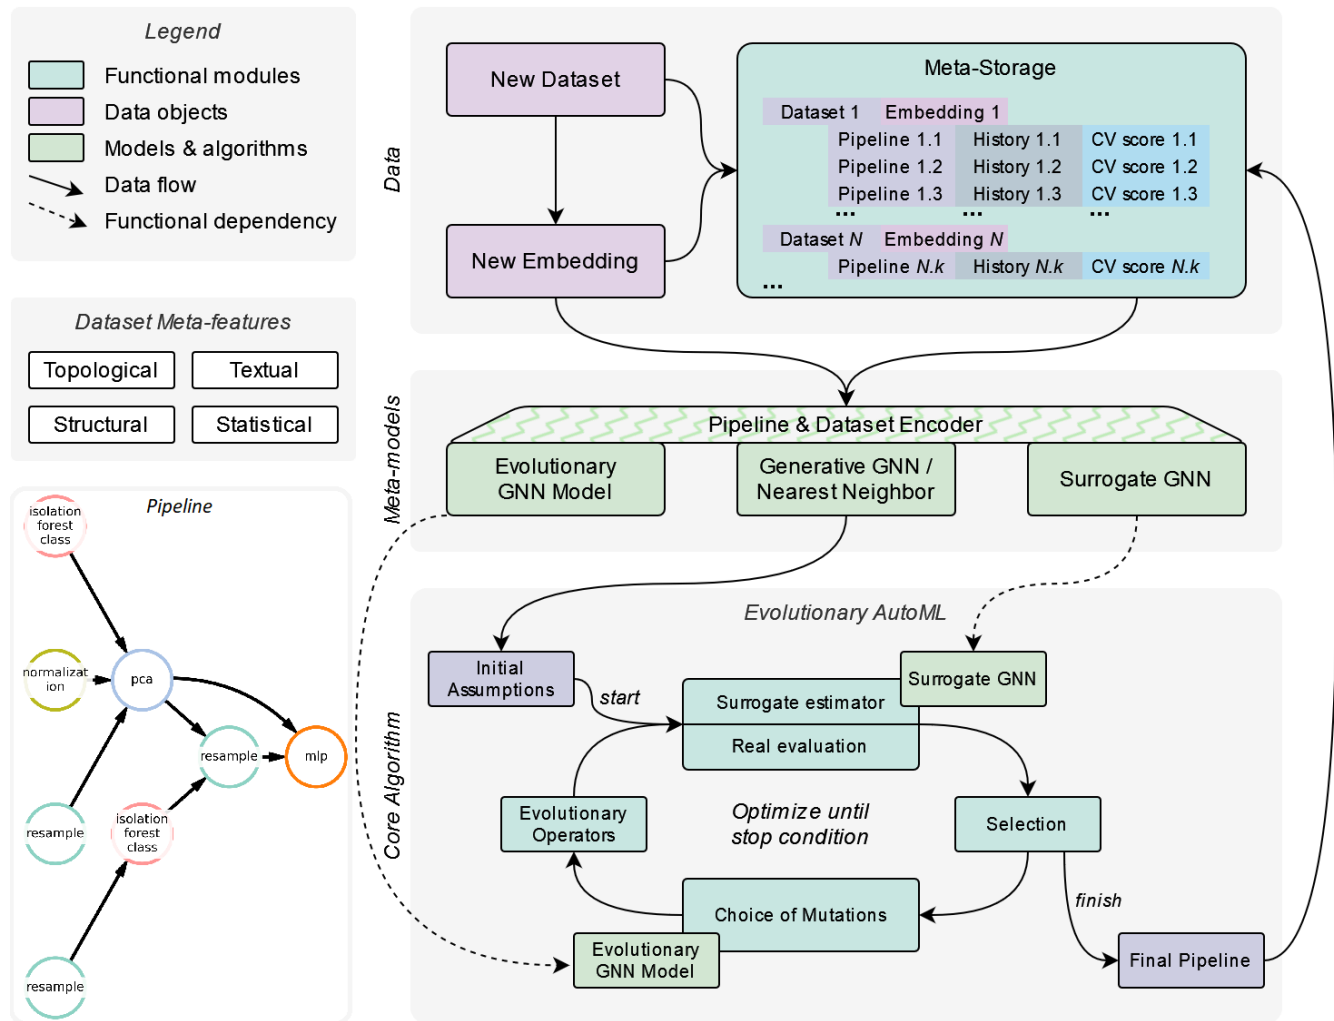 Legend
Functional modules
Data objects
Models & algorithms
Data flow
Functional dependency
Dataset Meta-features
Topological
Textual
Structural
Statistical
Pipeline
isolation
forest
class
normalizat
ion
pca
resample
mlp
resample
isolation
forest
class
resample
Data
New Dataset
New Embedding
Meta-Storage
Dataset 1 Embedding 1
Pipeline 1.1 History 1.1 CV score 1.1
Pipeline 1.2 History 1.2 CV score 1.2
Pipeline 1.3 History 1.3 CV score 1.3
... ... ...
Dataset N Embedding N
Pipeline N.k History N.k CV score N.k
...
Meta-models
Pipeline & Dataset Encoder
Evolutionary
GNN Model
Generative GNN /
Nearest Neighbor
Surrogate GNN
Core Algorithm
Evolutionary AutoML
Initial
Assumptions
start
Surrogate GNN
Surrogate estimator
Real evaluation
Evolutionary
Operators
Optimize until
stop condition
Selection
Choice of Mutations
finish
Evolutionary
GNN Model
Final Pipeline